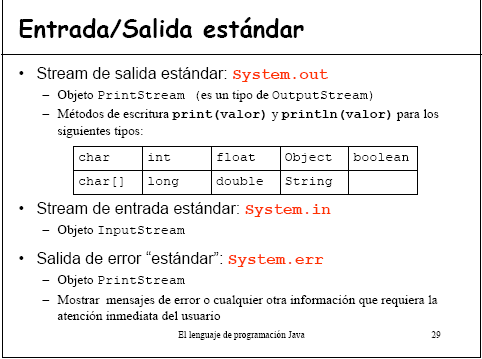 Entrada/Salida estándar
• Stream de salida estándar: System.out
– Objeto PrintStream (es un tipo de OutputStream)
– Métodos de escritura print(valor) y println(valor) para los
siguientes tipos:
char int float Object boolean
char[] long double String
• Stream de entrada estándar: System.in
– Objeto InputStream
• Salida de error “estándar”: System.err
– Objeto PrintStream
– Mostrar mensajes de error o cualquier otra información que requiera la
atención inmediata del usuario
El lenguaje de programación Java 29